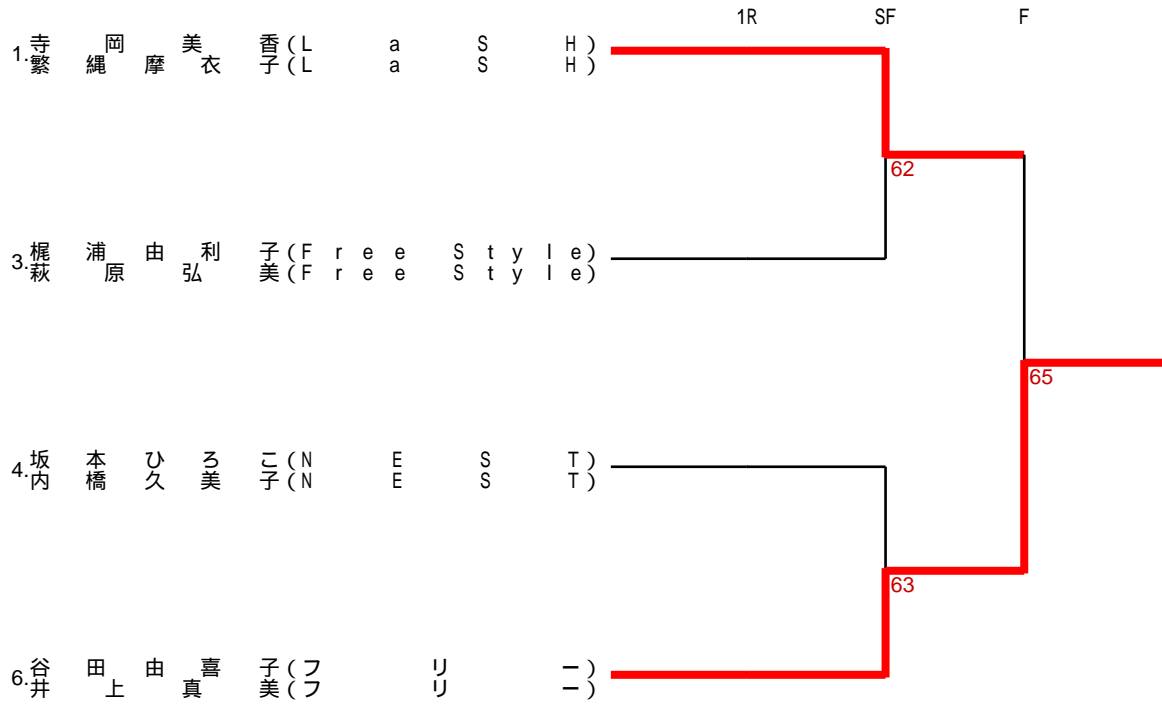 1R SF F
1.寺岡美香(LaSH)
繁縄摩衣子(LaSH)
62
3.梶浦由利子(Free Style)
萩原弘美(Free Style)
65
4.坂本ひろこ(NEST)
内橋久美子(NEST)
63
6.谷田由喜子(フリー)
井上真美(フリー)